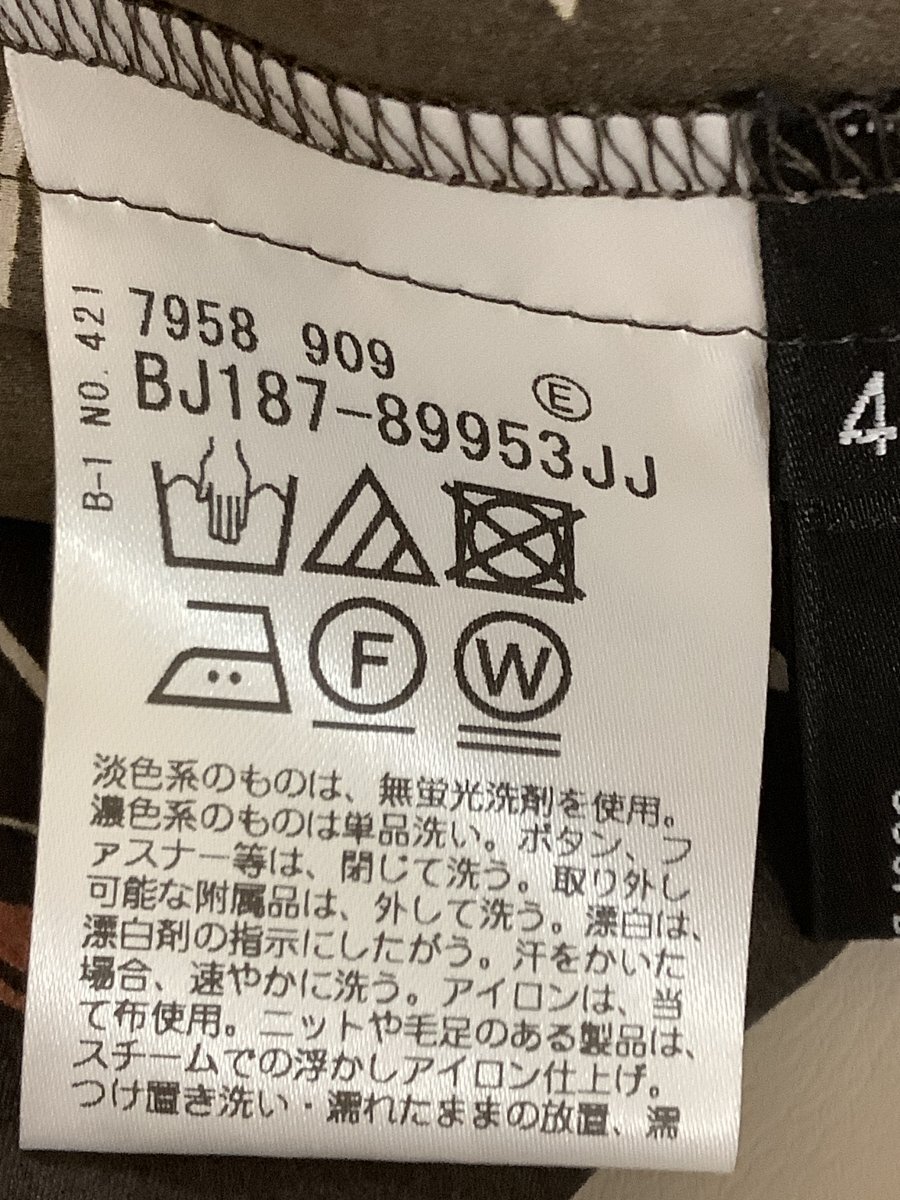 B-1 NO. 421
7958 909
BJ187-89953JJ
E
F
W
淡色系のものは、無蛍光洗剤を使用。
濃色系のものは単品洗い。ボタン、フ
ァスナー等は、閉じて洗う。取り外し
可能な附属品は、外して洗う。漂白は、
漂白剤の指示にしたがう。汗をかいた
場合、速やかに洗う。アイロンは、当
て布使用。ニットや毛足のある製品は、
スチームでの浮かしアイロン仕上げ。
つけ置き洗い・濡れたままの放置、濡
4